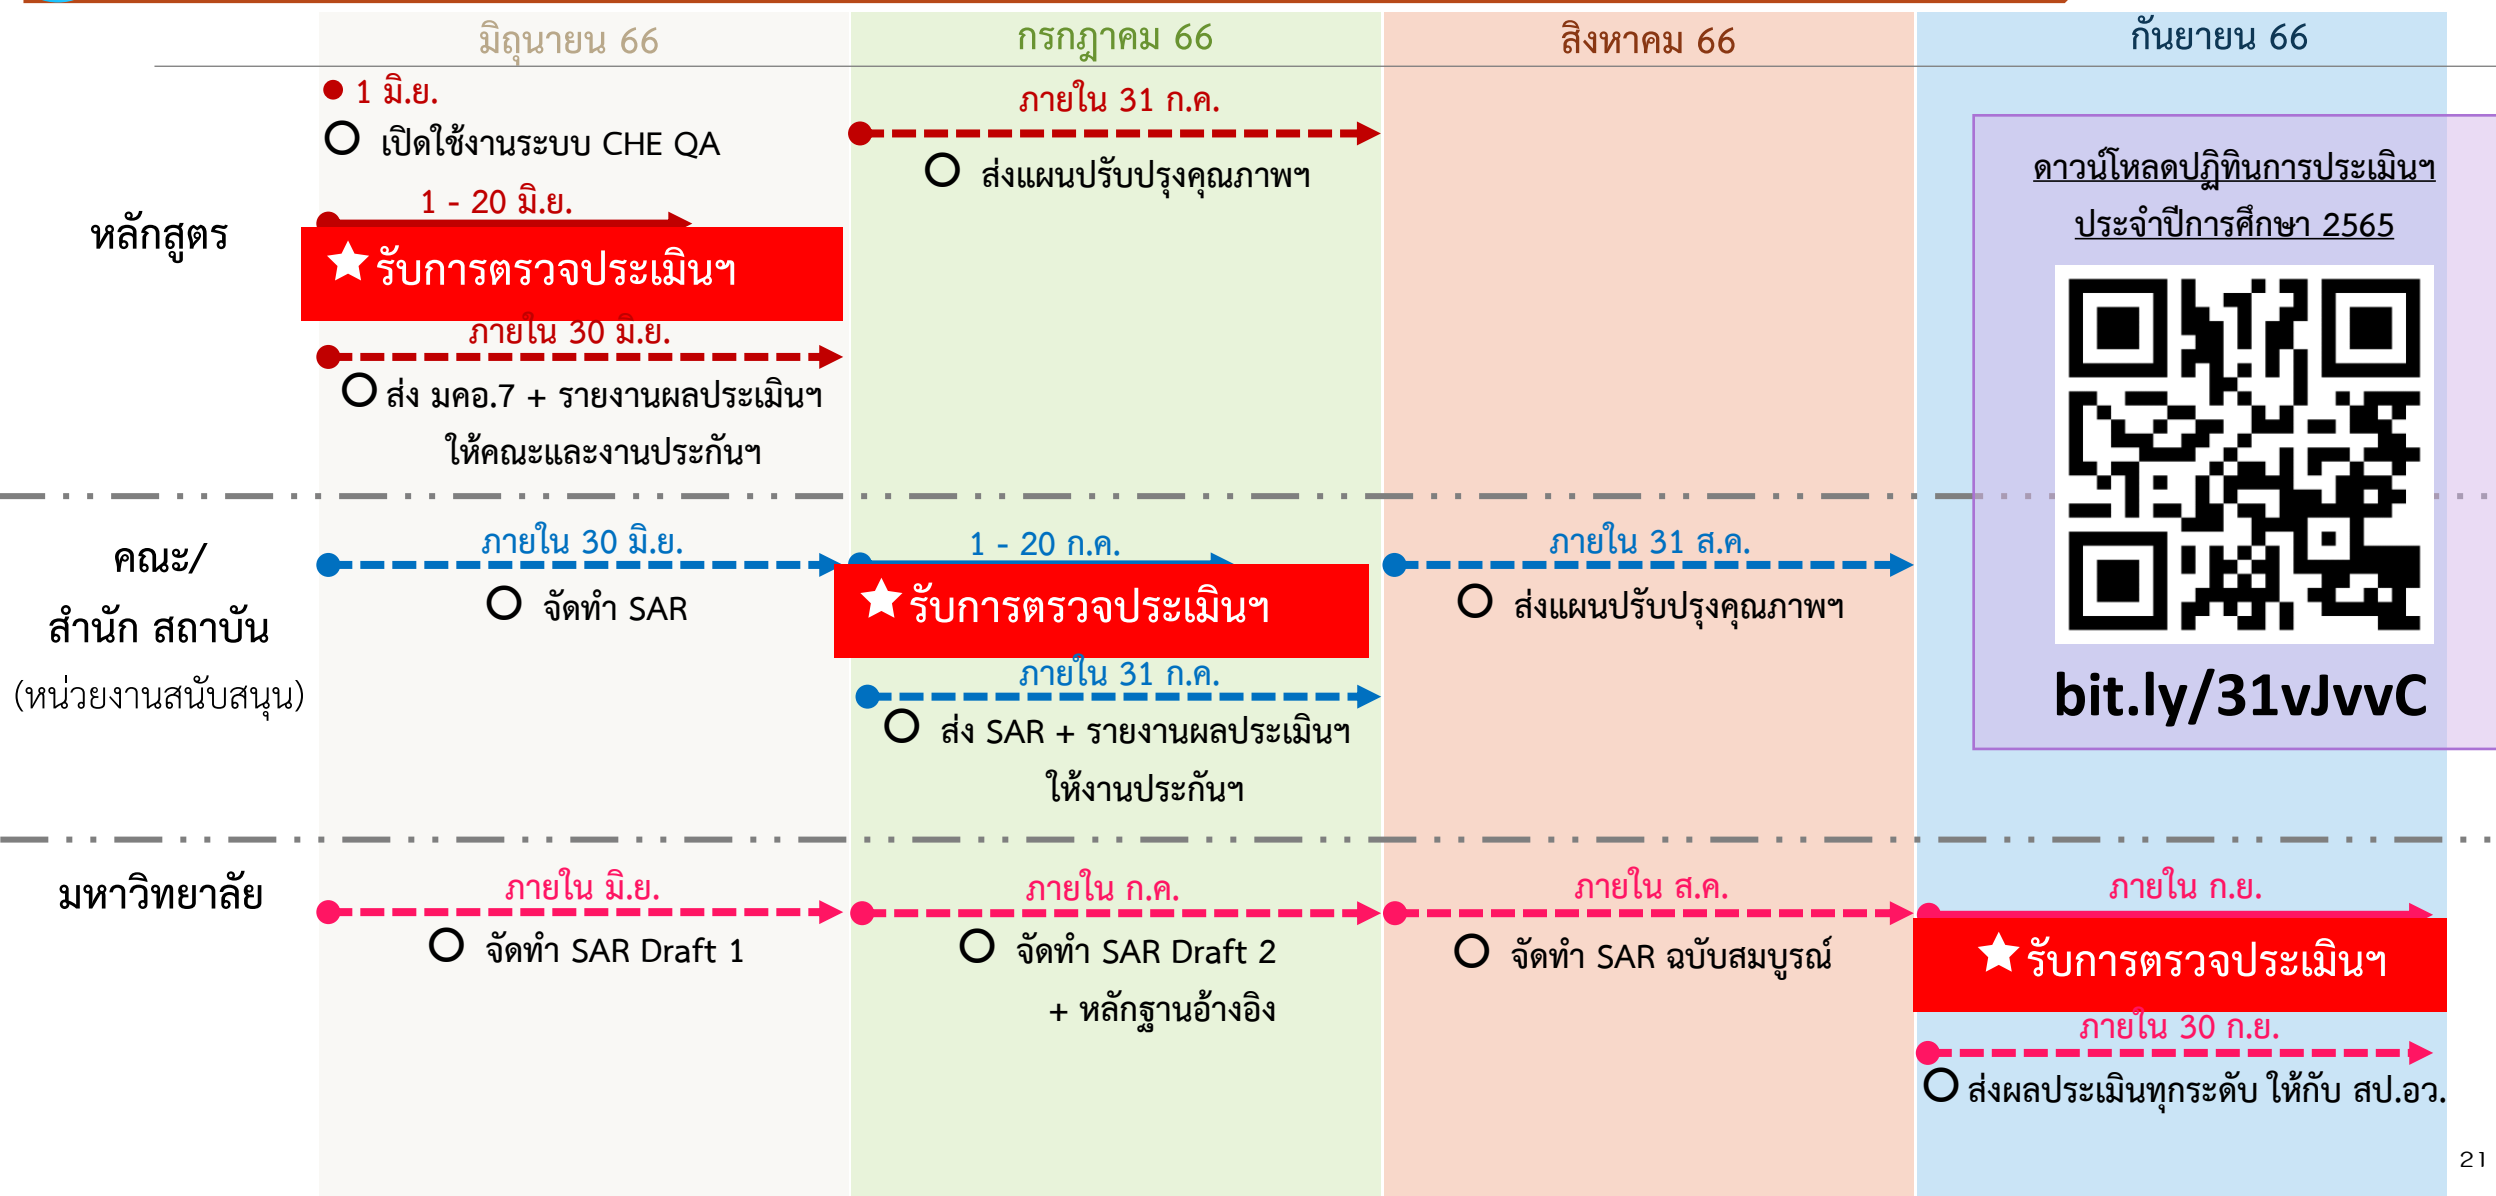 มิถุนายน 66
กรกฎาคม 66
สิงหาคม 66
กันยายน 66
หลักสูตร
1 มิ.ย.
เปิดใช้งานระบบ CHE QA
1 - 20 มิ.ย.
รับการตรวจประเมินฯ
ภายใน 30 มิ.ย.
ส่ง มคอ.7 + รายงานผลประเมินฯ
ให้คณะและงานประกันฯ
ภายใน 31 ก.ค.
ส่งแผนปรับปรุงคุณภาพฯ
ดาวน์โหลดปฏิทินการประเมินฯ
ประจำปีการศึกษา 2565
bit.ly/31vJvvC
คณะ/
สำนัก สถาบัน
(หน่วยงานสนับสนุน)
ภายใน 30 มิ.ย.
จัดทำ SAR
1 - 20 ก.ค.
รับการตรวจประเมินฯ
ภายใน 31 ก.ค.
ส่ง SAR + รายงานผลประเมินฯ
ให้งานประกันฯ
ภายใน 31 ส.ค.
ส่งแผนปรับปรุงคุณภาพฯ
มหาวิทยาลัย
ภายใน มิ.ย.
จัดทำ SAR Draft 1
ภายใน ก.ค.
จัดทำ SAR Draft 2
+ หลักฐานอ้างอิง
ภายใน ส.ค.
จัดทำ SAR ฉบับสมบูรณ์
ภายใน ก.ย.
รับการตรวจประเมินฯ
ภายใน 30 ก.ย.
ส่งผลประเมินทุกระดับ ให้กับ สป.อว.
21